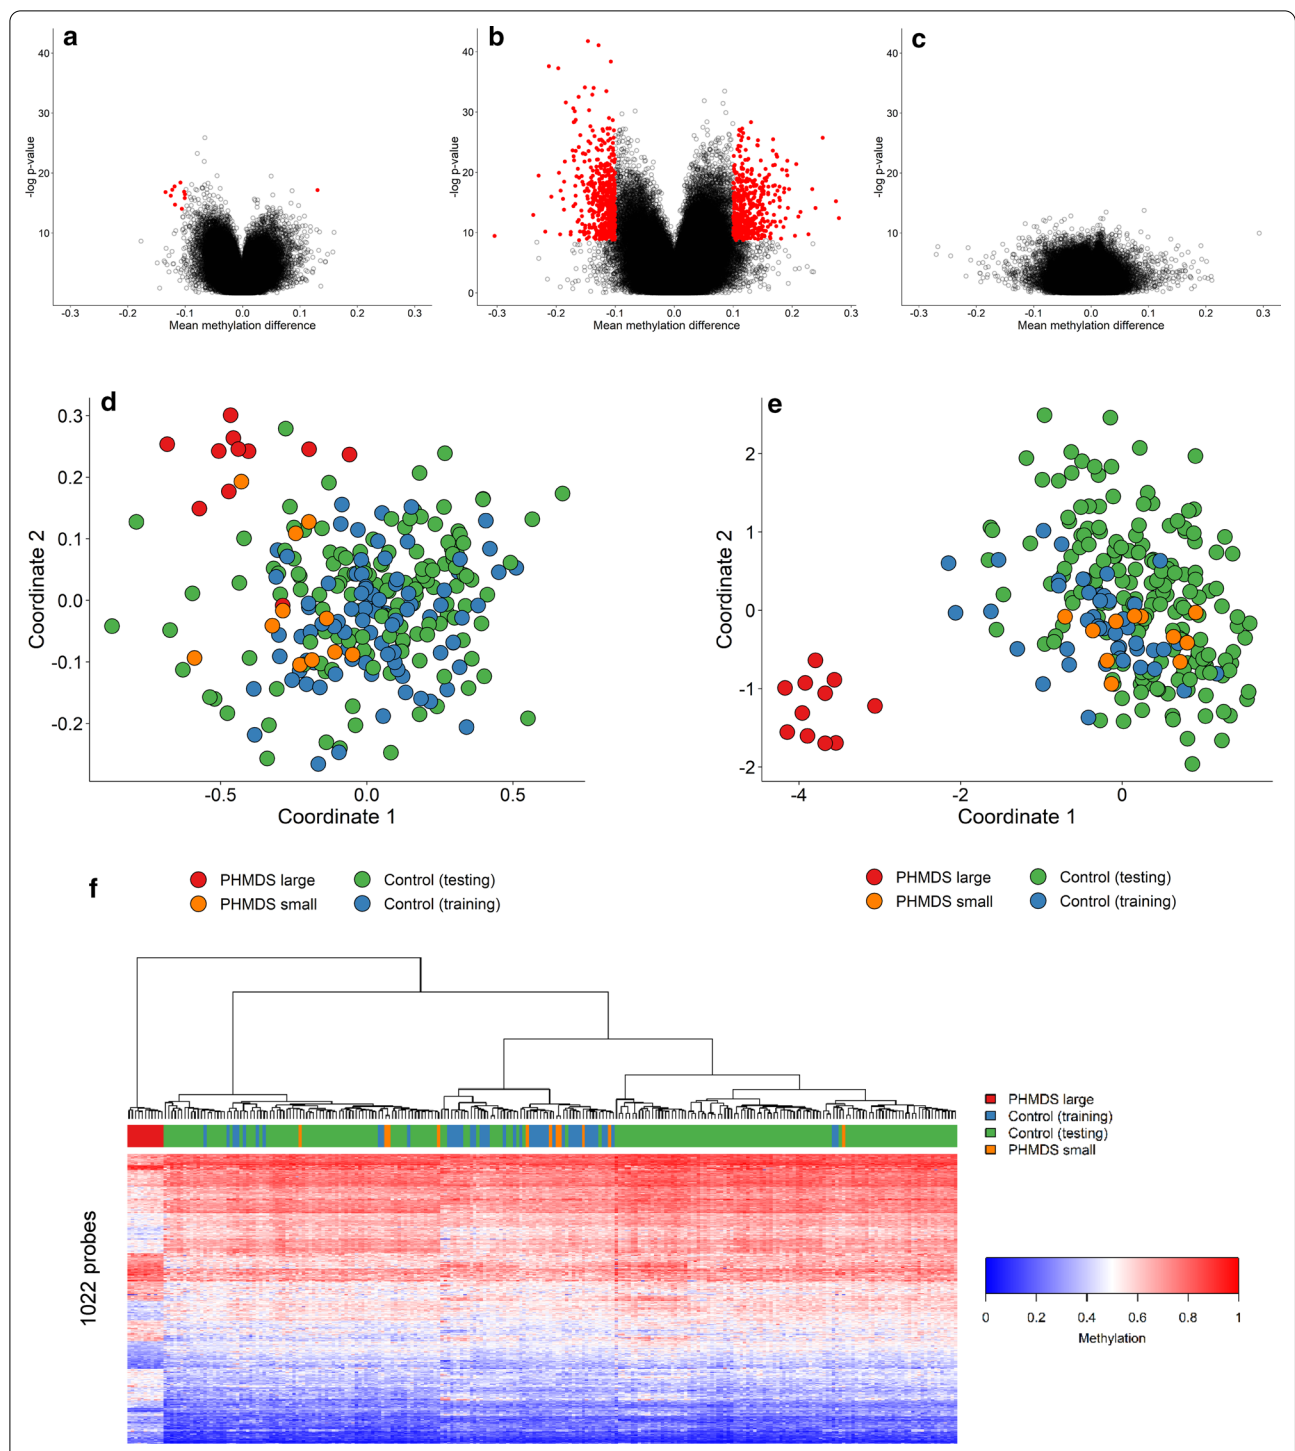 a
b
c
40
30
20
10
-log p-value
-0.3 -0.2 -0.1 0.0 0.1 0.2 0.3
Mean methylation difference
40
30
20
10
0
-log p-value
-0.3 -0.2 -0.1 0.0 0.1 0.2 0.3
Mean methylation difference
40
30
20
10
-log p-value
-0.3 -0.2 -0.1 0.0 0.1 0.2 0.3
Mean methylation difference
d
0.3
0.2
0.1
0.0
-0.1
-0.2
Coordinate 2
-0.5 0.0 0.5
Coordinate 1
e
2
1
0
-1
-2
Coordinate 2
-4 -2 0
Coordinate 1
PHMDS large Control (testing)
PHMDS small Control (training)
PHMDS large Control (testing)
PHMDS small Control (training)
f
PHMDS large
Control (training)
Control (testing)
PHMDS small
1022 probes
0 0.2 0.4 0.6 0.8 1
Methylation